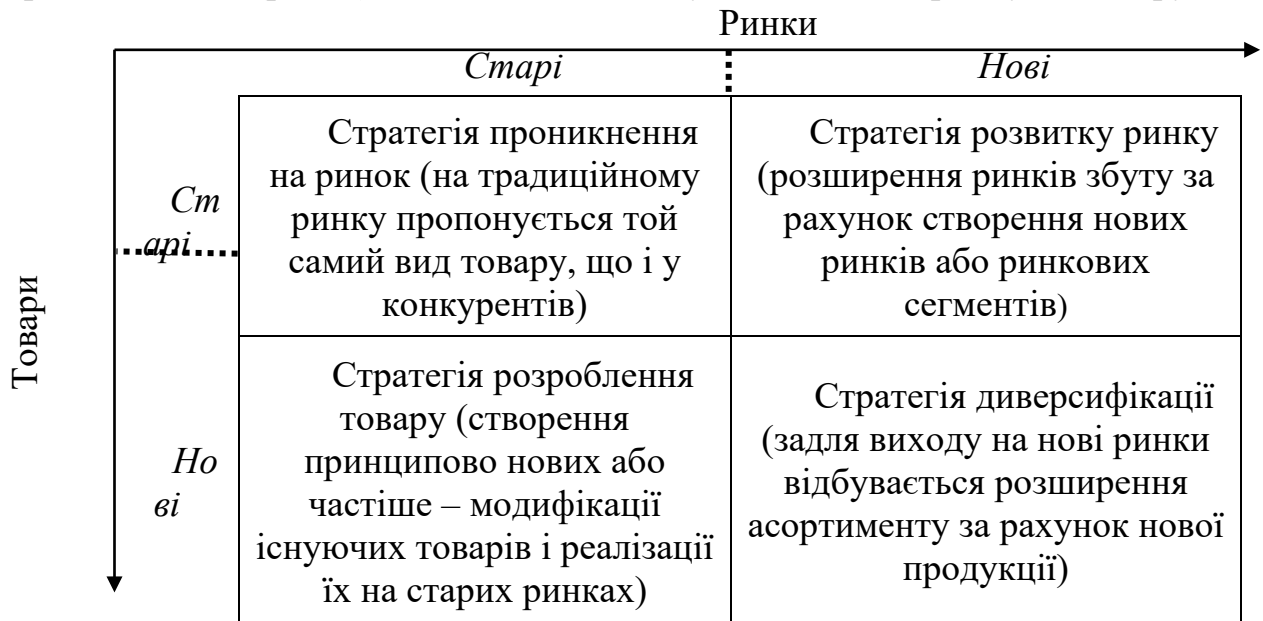 Ринки
Старі
Нові
Стратегія проникнення
на ринок (на традиційному
ринку пропонується той
самий вид товару, що і у
конкурентів)
Стратегія розвитку ринку
(розширення ринків збуту за
рахунок створення нових
ринків або ринкових
сегментів)
Ст
арі
Товари
Стратегія розроблення
товару (створення
принципово нових або
частіше – модифікації
існуючих товарів і реалізації
їх на старих ринках)
Стратегія диверсифікації
(задля виходу на нові ринки
відбувається розширення
асортименту за рахунок нової
продукції)
Но
ві